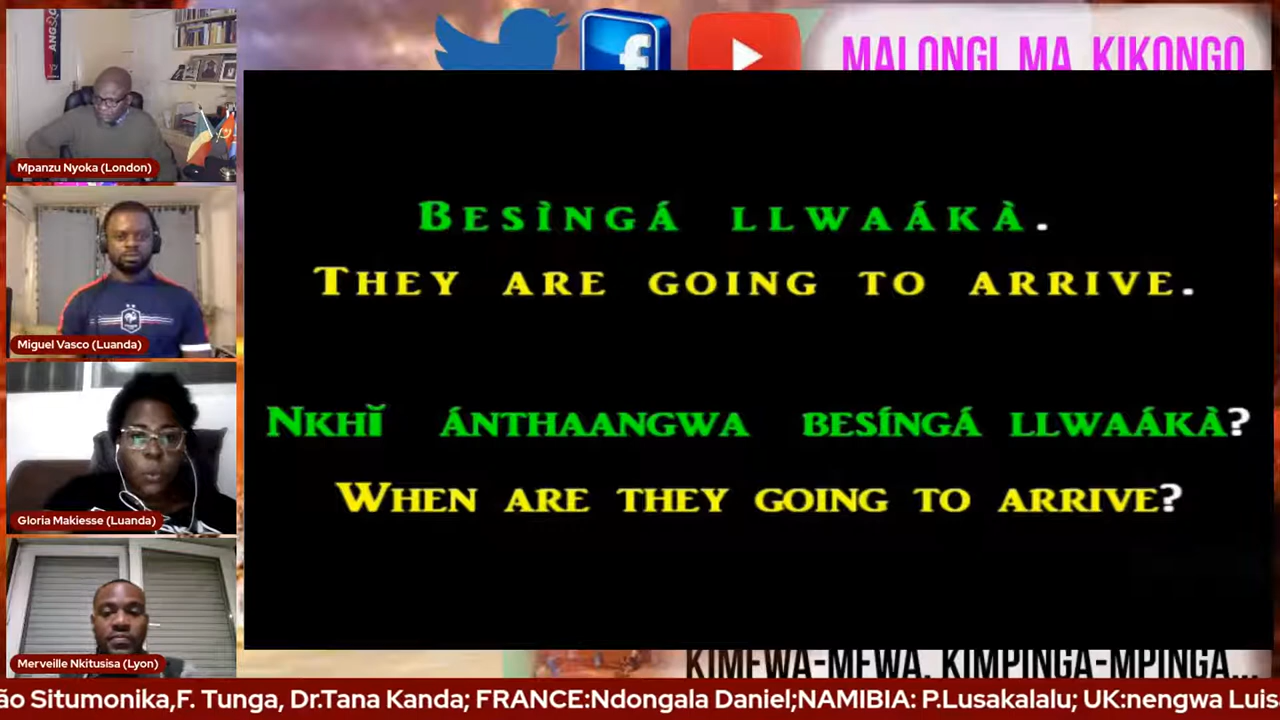 MALONGI MA KIKONGO
Mpanzu Nyoka (London)
Miguel Vasco (Luanda)
Gloria Makiesse (Luanda)
Merveille Nkitusisa (Lyon)
BESÌNGÁ LLWAÁKÀ.
THEY ARE GOING TO ARRIVE.
NKHǏ ÁNTHAANGWA BESÍNGÁ LLWAÁKÀ?
WHEN ARE THEY GOING TO ARRIVE?
KIMFWA-MFWA, KIMPINGA-MPINGA...
ão Situmonika,F. Tunga, Dr.Tana Kanda; FRANCE:Ndongala Daniel;NAMIBIA: P.Lusakalalu; UK:nengwa Luis